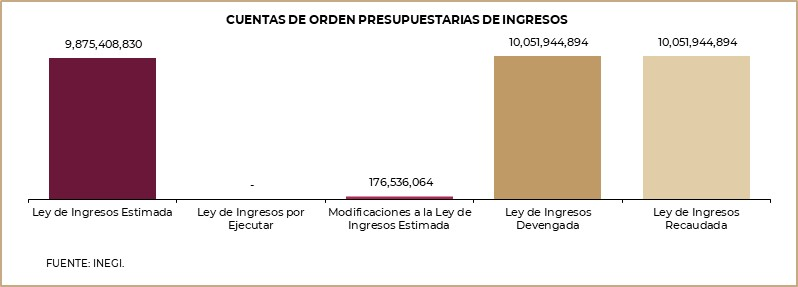 CUENTAS DE ORDEN PRESUPUESTARIAS DE INGRESOS
9,875,408,830
-
176,536,064
10,051,944,894
10,051,944,894
Ley de Ingresos Estimada
Ley de Ingresos por
Ejecutar
Modificaciones a la Ley de
Ingresos Estimada
Ley de Ingresos
Devengada
Ley de Ingresos
Recaudada
FUENTE: INEGI.